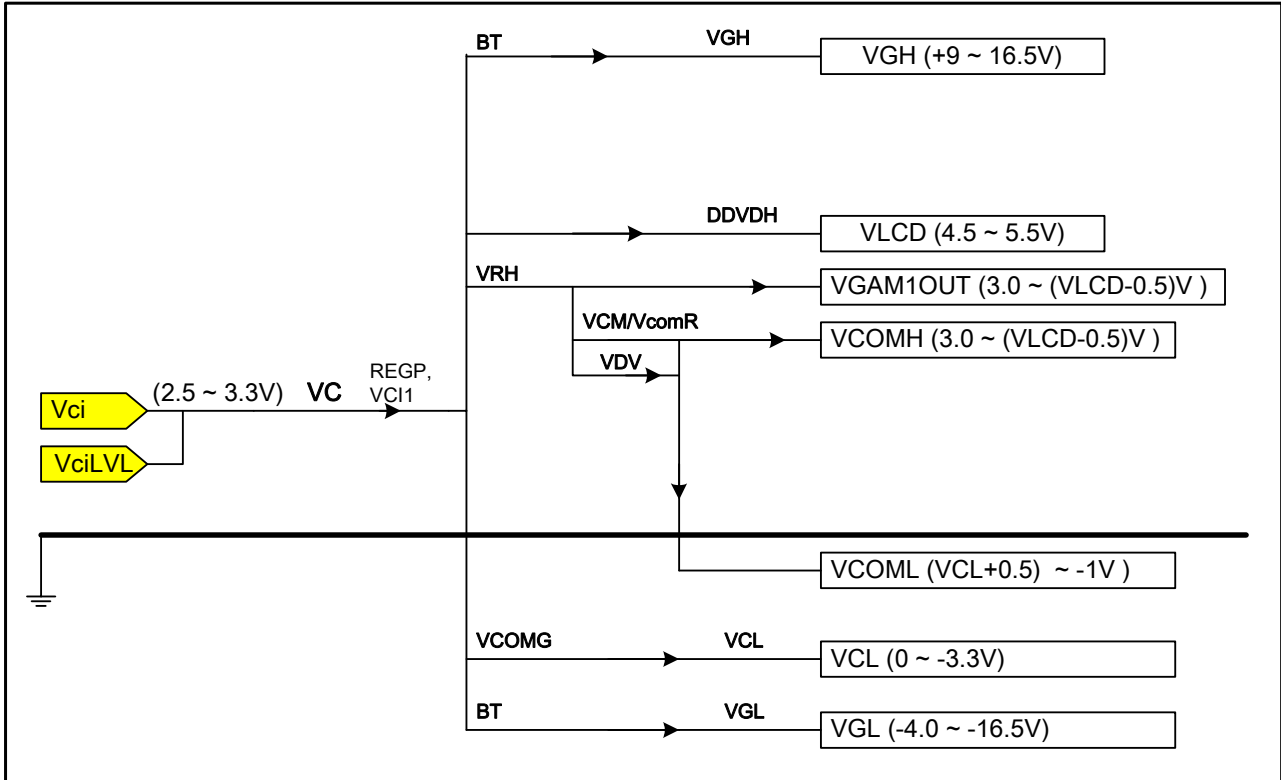 BT
VGH
VGH (+9 ~ 16.5V)
DDVDH
VLCD (4.5 ~ 5.5V)
VRH
VGAM1OUT (3.0 ~ (VLCD-0.5)V )
VCM/VcomR
VCOMH (3.0 ~ (VLCD-0.5)V )
VDV
REGP,
VCI1
Vci
(2.5 ~ 3.3V)
VC
VciLVL
VCOML (VCL+0.5) ~ -1V )
VCOMG
VCL
VCL (0 ~ -3.3V)
BT
VGL
VGL (-4.0 ~ -16.5V)